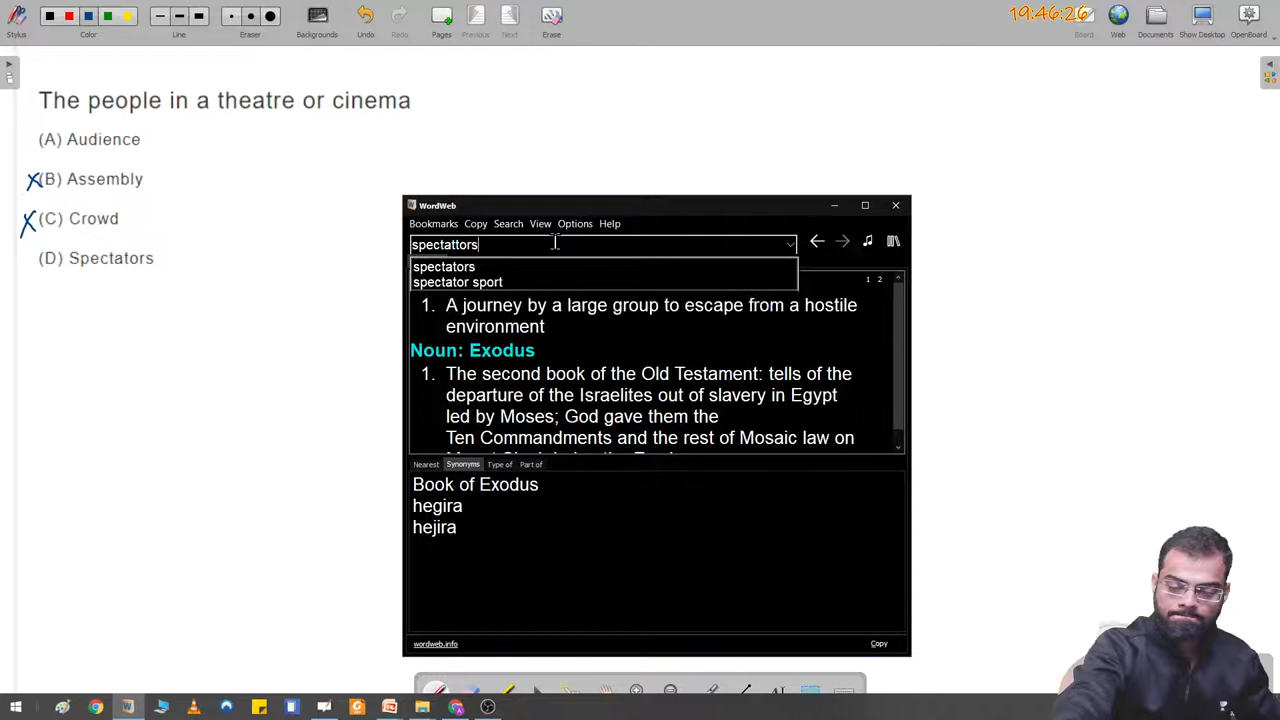 19:46:26
Stylus Color Line Eraser Backgrounds Undo Redo Pages Previous Next Erase Board Web Documents Show Desktop OpenBoard
The people in a theatre or cinema
(A) Audience
(B) Assembly
(C) Crowd
(D) Spectators
WordWeb
Bookmarks Copy Search View Options Help
spectattors
spectators
spectator sport
1 2
1. A journey by a large group to escape from a hostile
environment
Noun: Exodus
1. The second book of the Old Testament: tells of the
departure of the Israelites out of slavery in Egypt
led by Moses; God gave them the
Ten Commandments and the rest of Mosaic law on
Nearest Synonyms Type of Part of
Book of Exodus
hegira
hejira
wordweb.info Copy